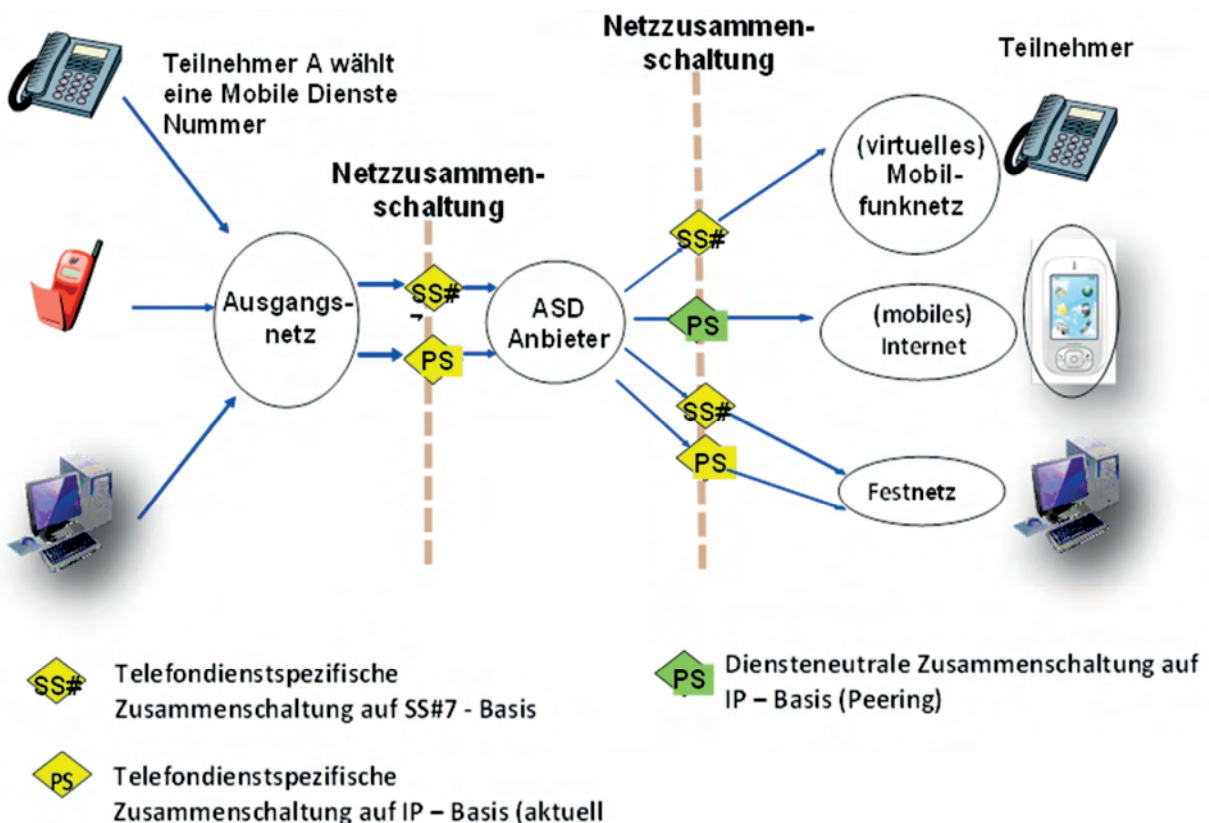 Teilnehmer A wählt
eine Mobile Dienste
Nummer
Netzzusammen-
schaltung
Netzzusammen-
schaltung
Teilnehmer
Ausgangs-
netz
SS#
7
PS
ASD
Anbieter
SS#
PS
SS#
PS
(virtuelles)
Mobil-
funknetz
(mobiles)
Internet
Festnetz
SS#
Telefondienstspezifische
Zusammenschaltung auf SS#7 - Basis
PS
Telefondienstspezifische
Zusammenschaltung auf IP – Basis (aktuell
PS
Diensteneutrale Zusammenschaltung auf
IP – Basis (Peering)